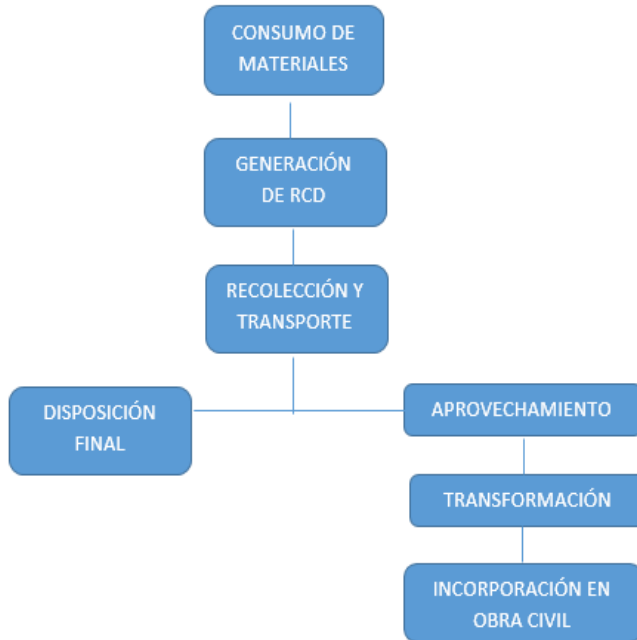 CONSUMO DE
MATERIALES
GENERACIÓN
DE RCD
RECOLECCIÓN Y
TRANSPORTE
DISPOSICIÓN
FINAL
APROVECHAMIENTO
TRANSFORMACIÓN
INCORPORACIÓN EN
OBRA CIVIL